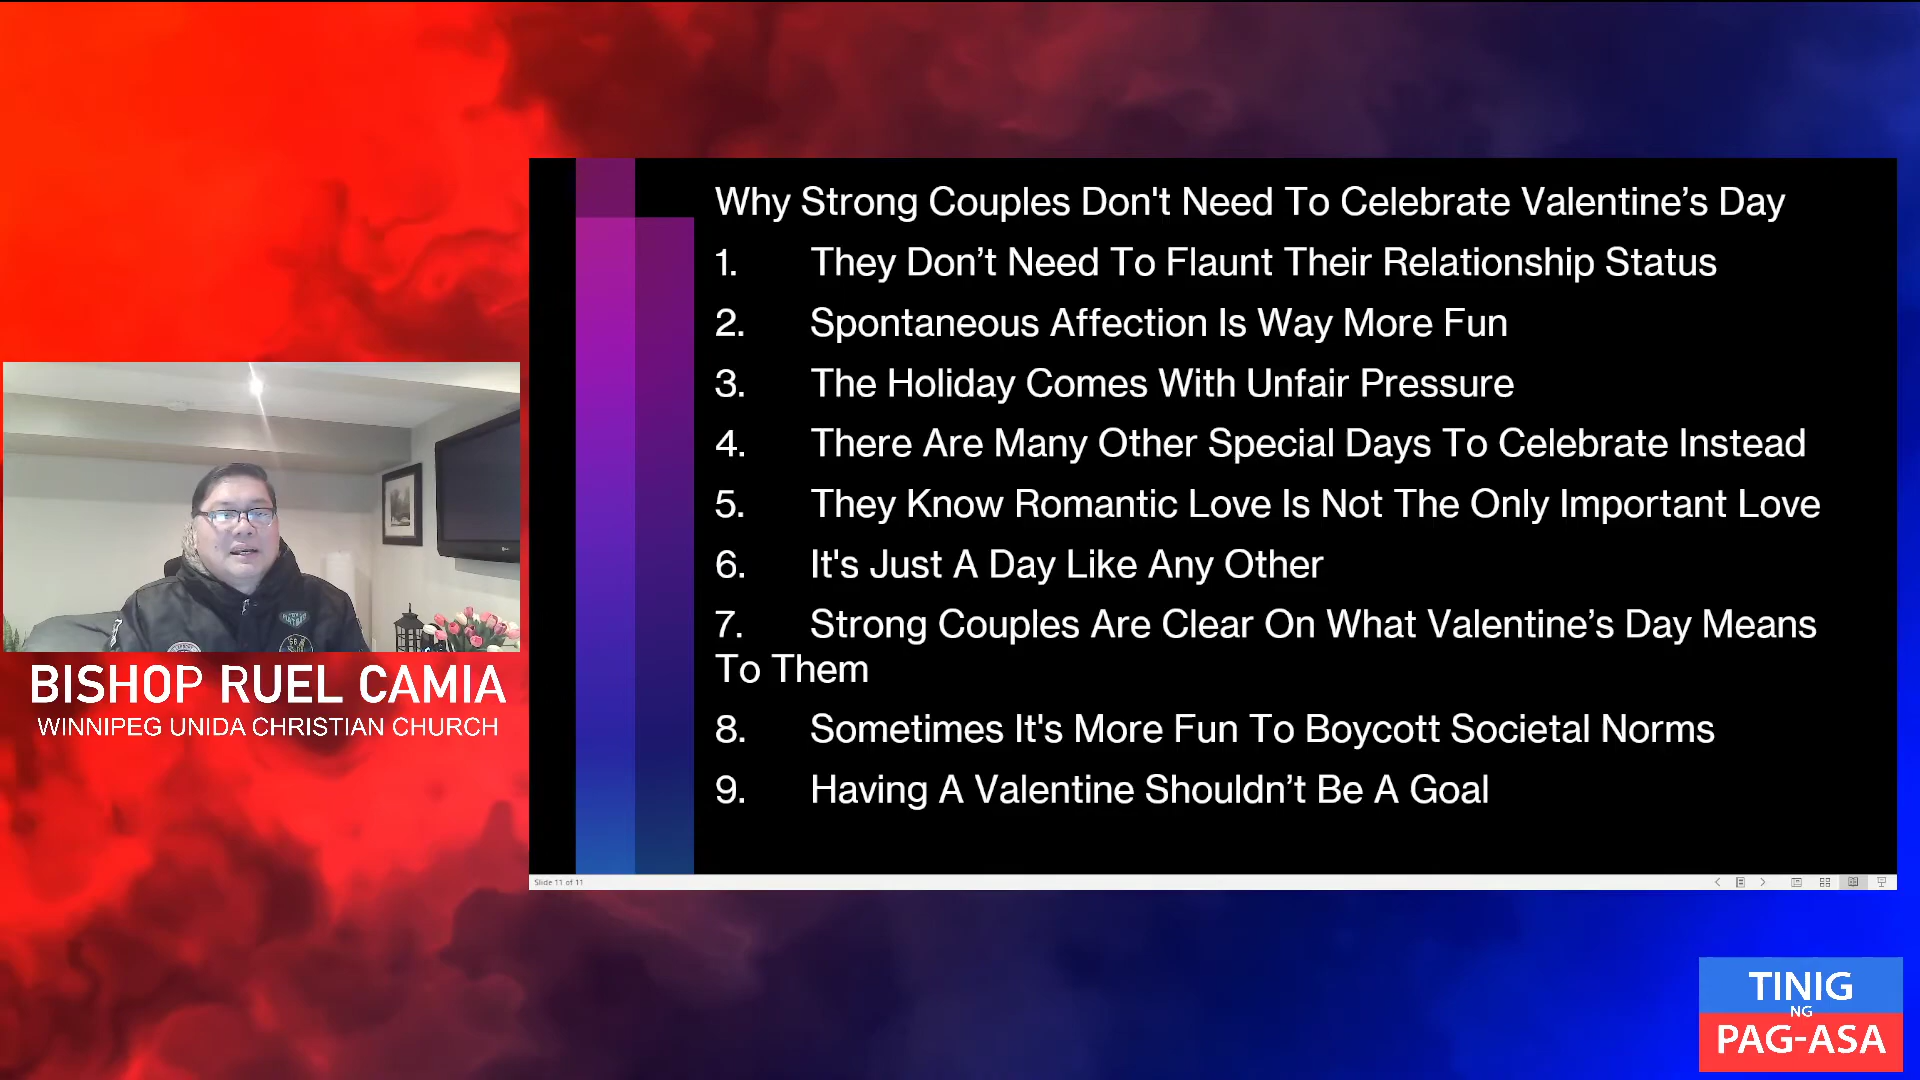 Why Strong Couples Don't Need To Celebrate Valentine’s Day
1. They Don’t Need To Flaunt Their Relationship Status
2. Spontaneous Affection Is Way More Fun
3. The Holiday Comes With Unfair Pressure
4. There Are Many Other Special Days To Celebrate Instead
5. They Know Romantic Love Is Not The Only Important Love
6. It's Just A Day Like Any Other
7. Strong Couples Are Clear On What Valentine’s Day Means
To Them
8. Sometimes It's More Fun To Boycott Societal Norms
9. Having A Valentine Shouldn’t Be A Goal
Slide 11 of 11
BISHOP RUEL CAMIA
WINNIPEG UNIDA CHRISTIAN CHURCH
TINIG
NG
PAG-ASA